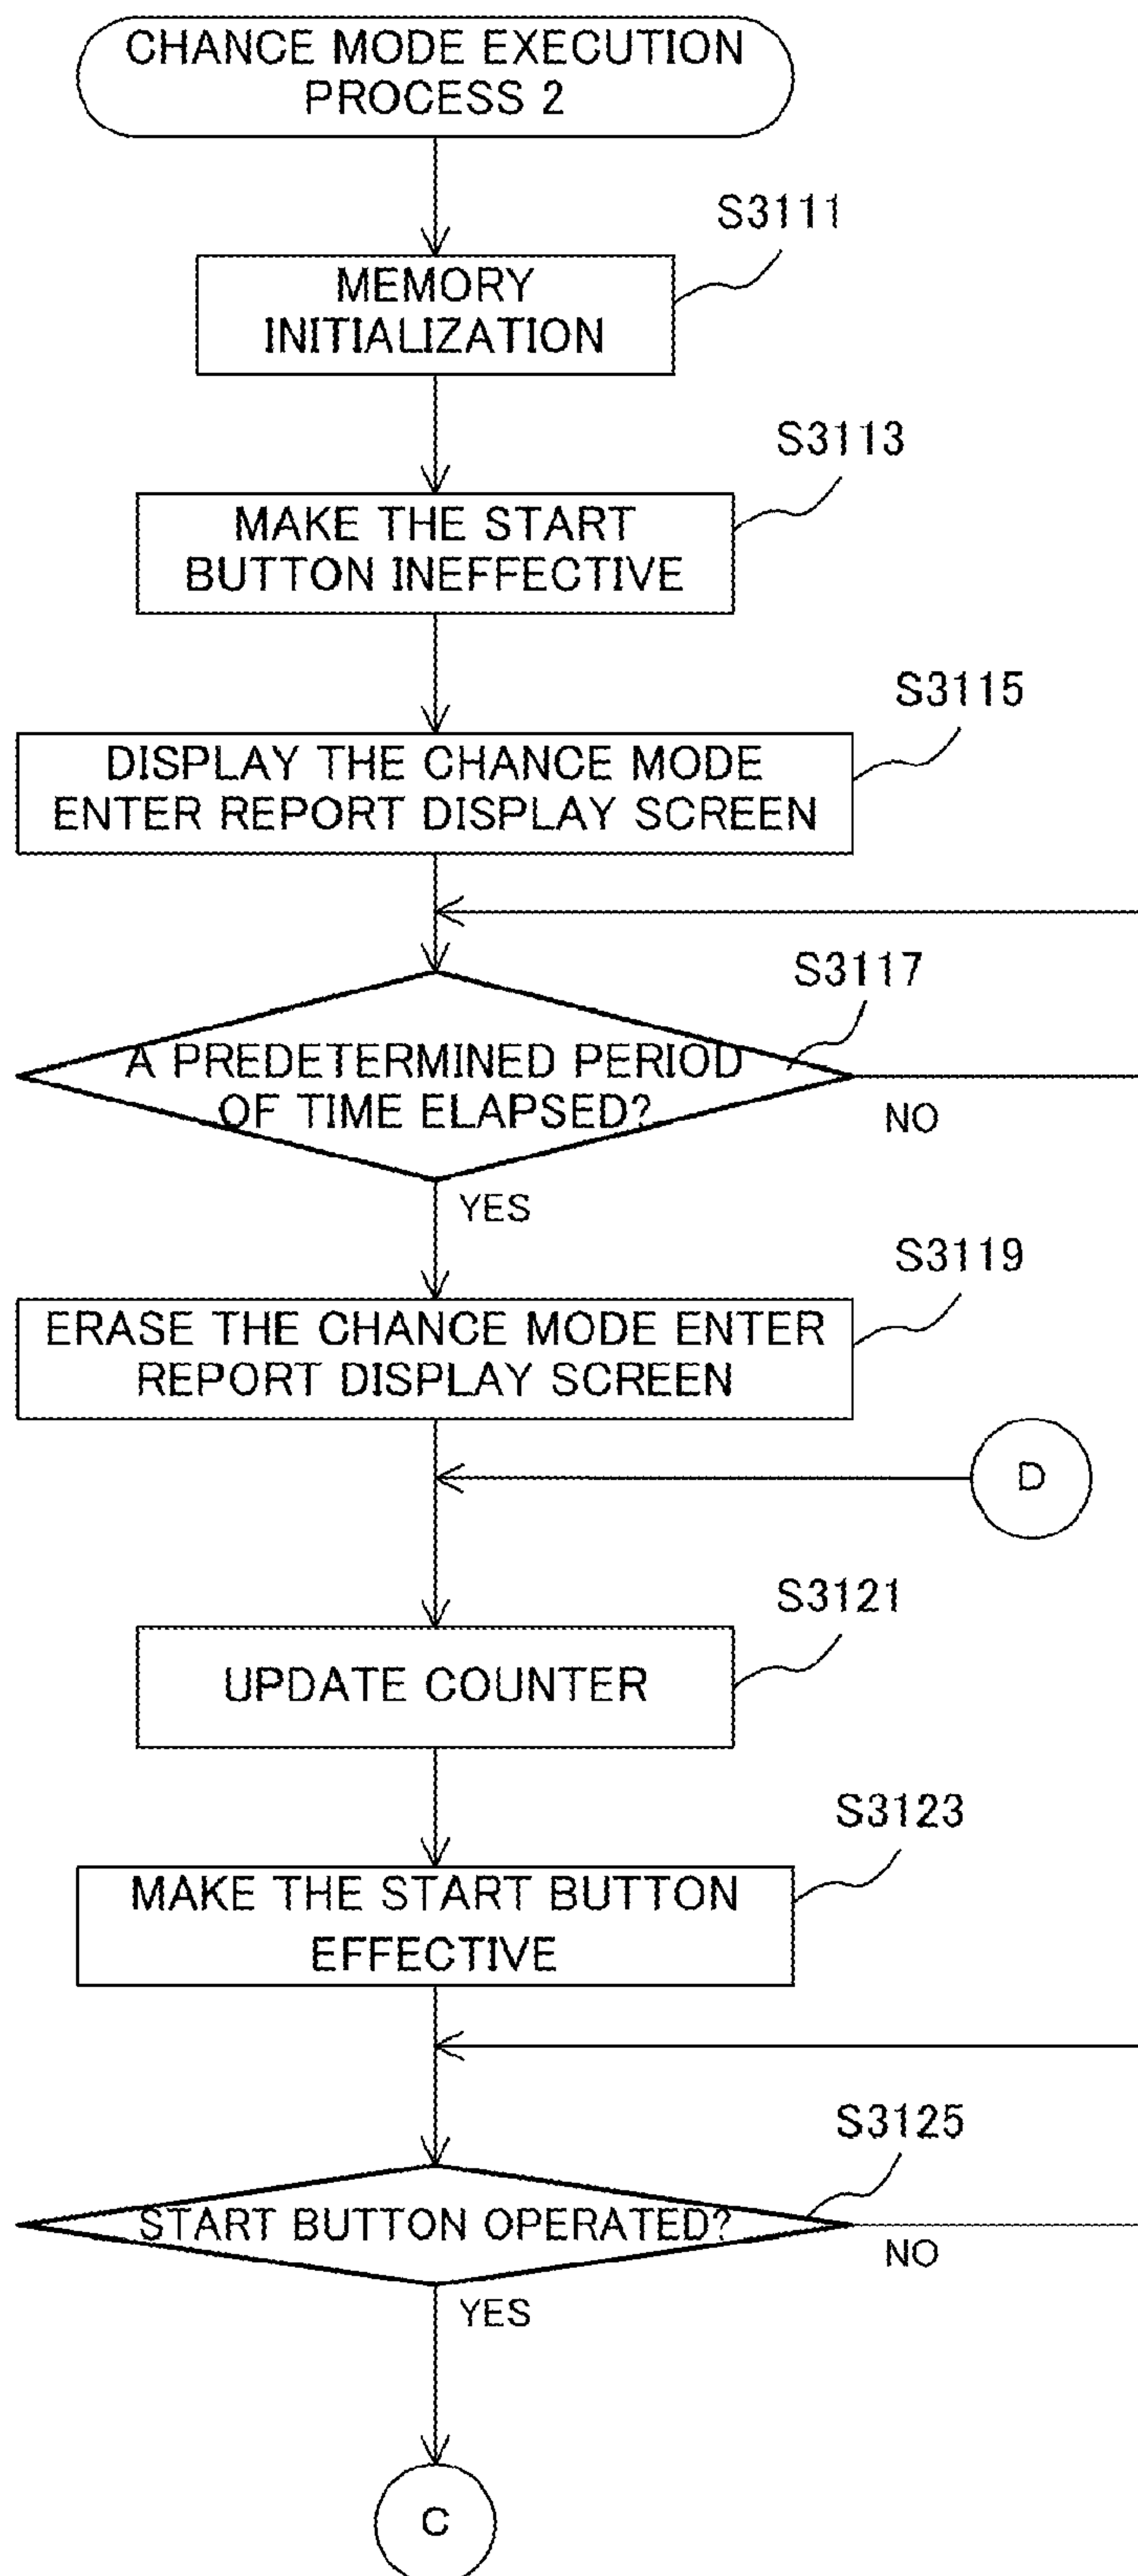 CHANCE MODE EXECUTION
PROCESS 2
S3111
MEMORY
INITIALIZATION
S3113
MAKE THE START
BUTTON INEFFECTIVE
S3115
DISPLAY THE CHANCE MODE
ENTER REPORT DISPLAY SCREEN
S3117
A PREDETERMINED PERIOD
OF TIME ELAPSED?
NO
YES
S3119
ERASE THE CHANCE MODE ENTER
REPORT DISPLAY SCREEN
D
S3121
UPDATE COUNTER
S3123
MAKE THE START BUTTON
EFFECTIVE
S3125
START BUTTON OPERATED?
NO
YES
C